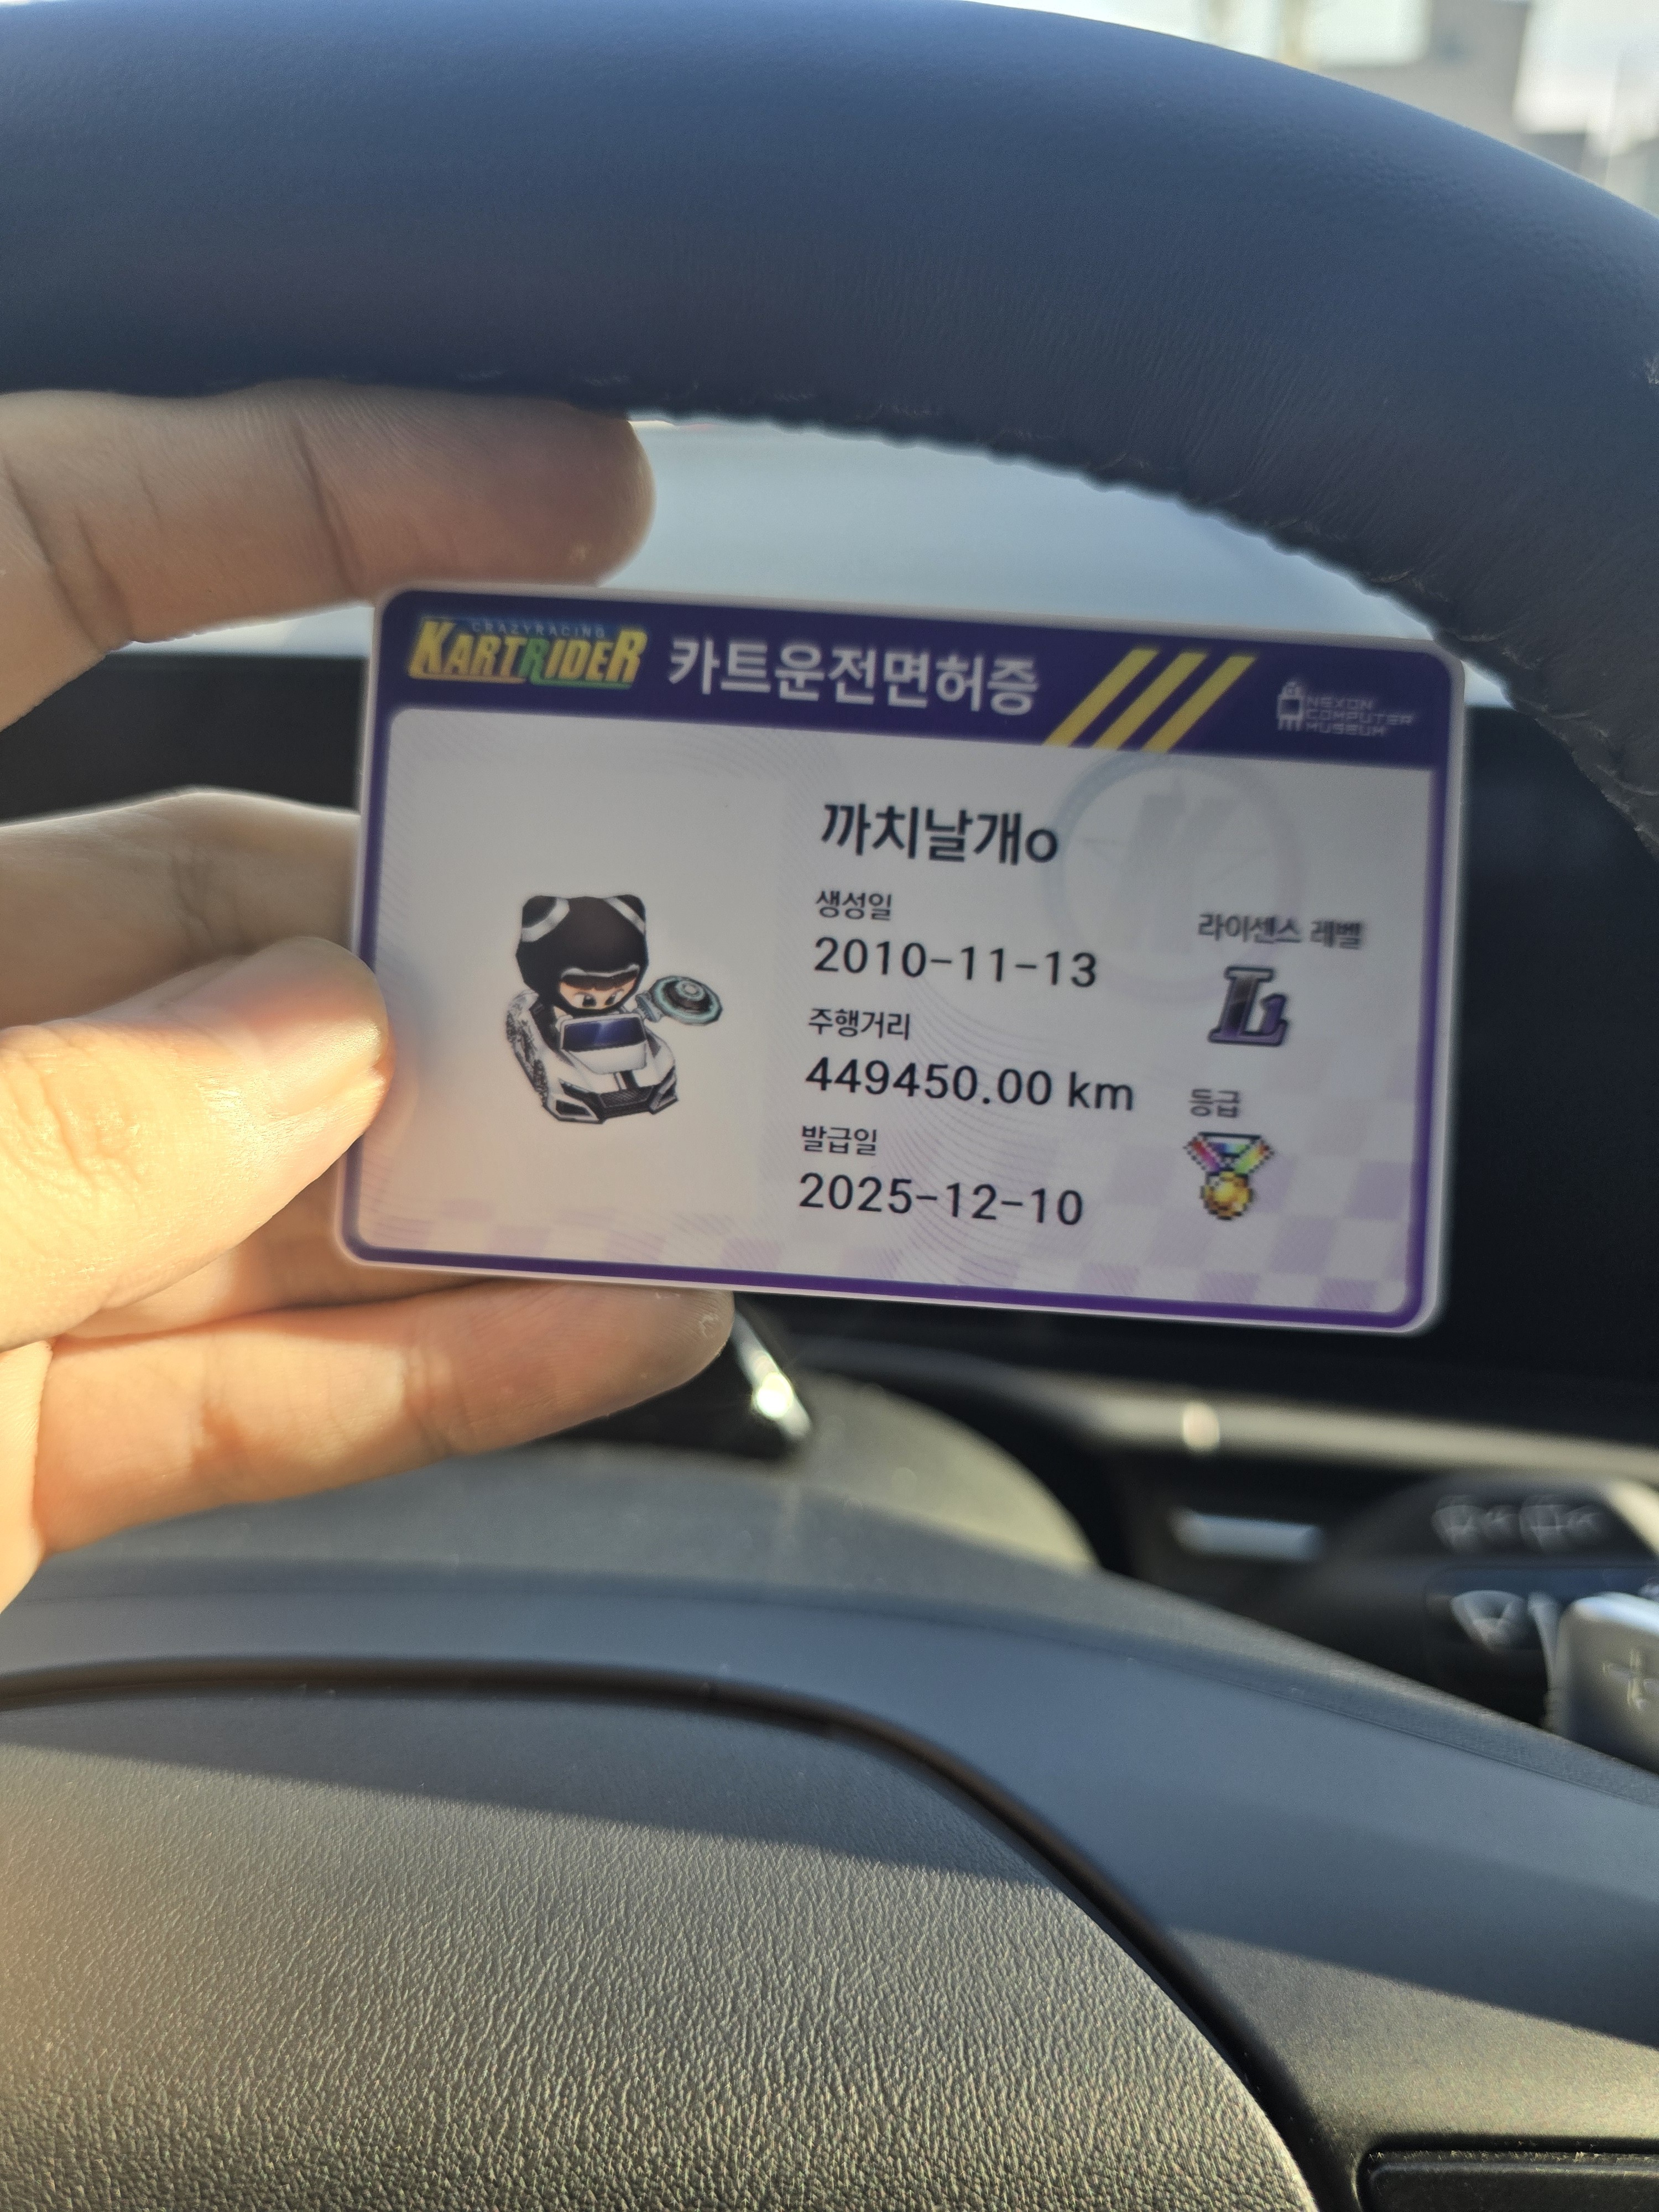 CRAZYRACING
KARTRIDER 카트운전면허증
NEXON
COMPUTER
MUSEUM
까치날개o
생성일
2010-11-13
주행거리
449450.00 km
발급일
2025-12-10
라이센스 레벨
L1
등급